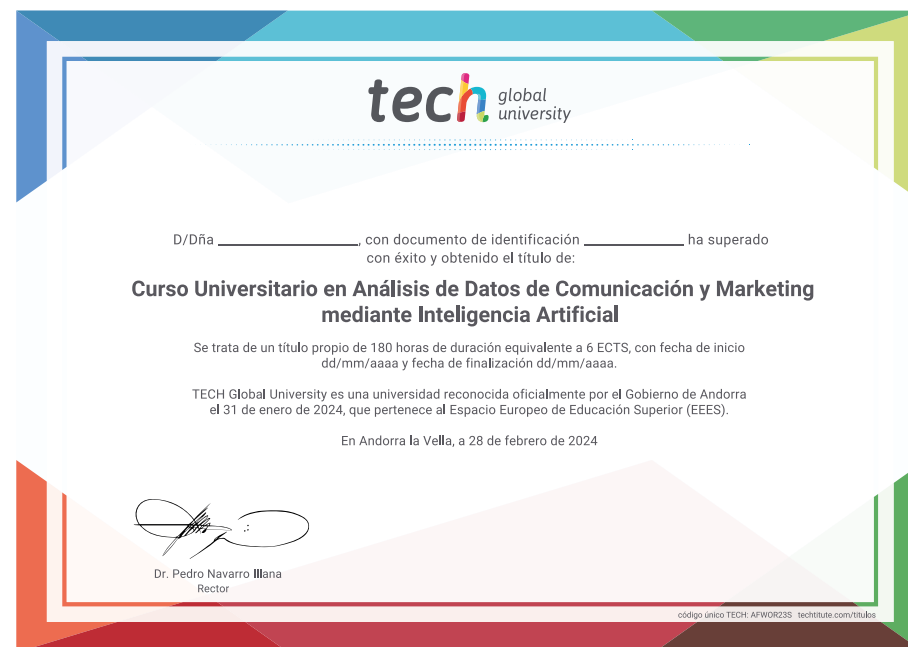 tech global university
D/Dña ____________________, con documento de identificación ______________ ha superado
con éxito y obtenido el título de:
Curso Universitario en Análisis de Datos de Comunicación y Marketing
mediante Inteligencia Artificial
Se trata de un título propio de 180 horas de duración equivalente a 6 ECTS, con fecha de inicio
dd/mm/aaaa y fecha de finalización dd/mm/aaaa.
TECH Global University es una universidad reconocida oficialmente por el Gobierno de Andorra
el 31 de enero de 2024, que pertenece al Espacio Europeo de Educación Superior (EEES).
En Andorra la Vella, a 28 de febrero de 2024
Dr. Pedro Navarro Illana
Rector
código único TECH: AFWOR23S techtitute.com/titulos